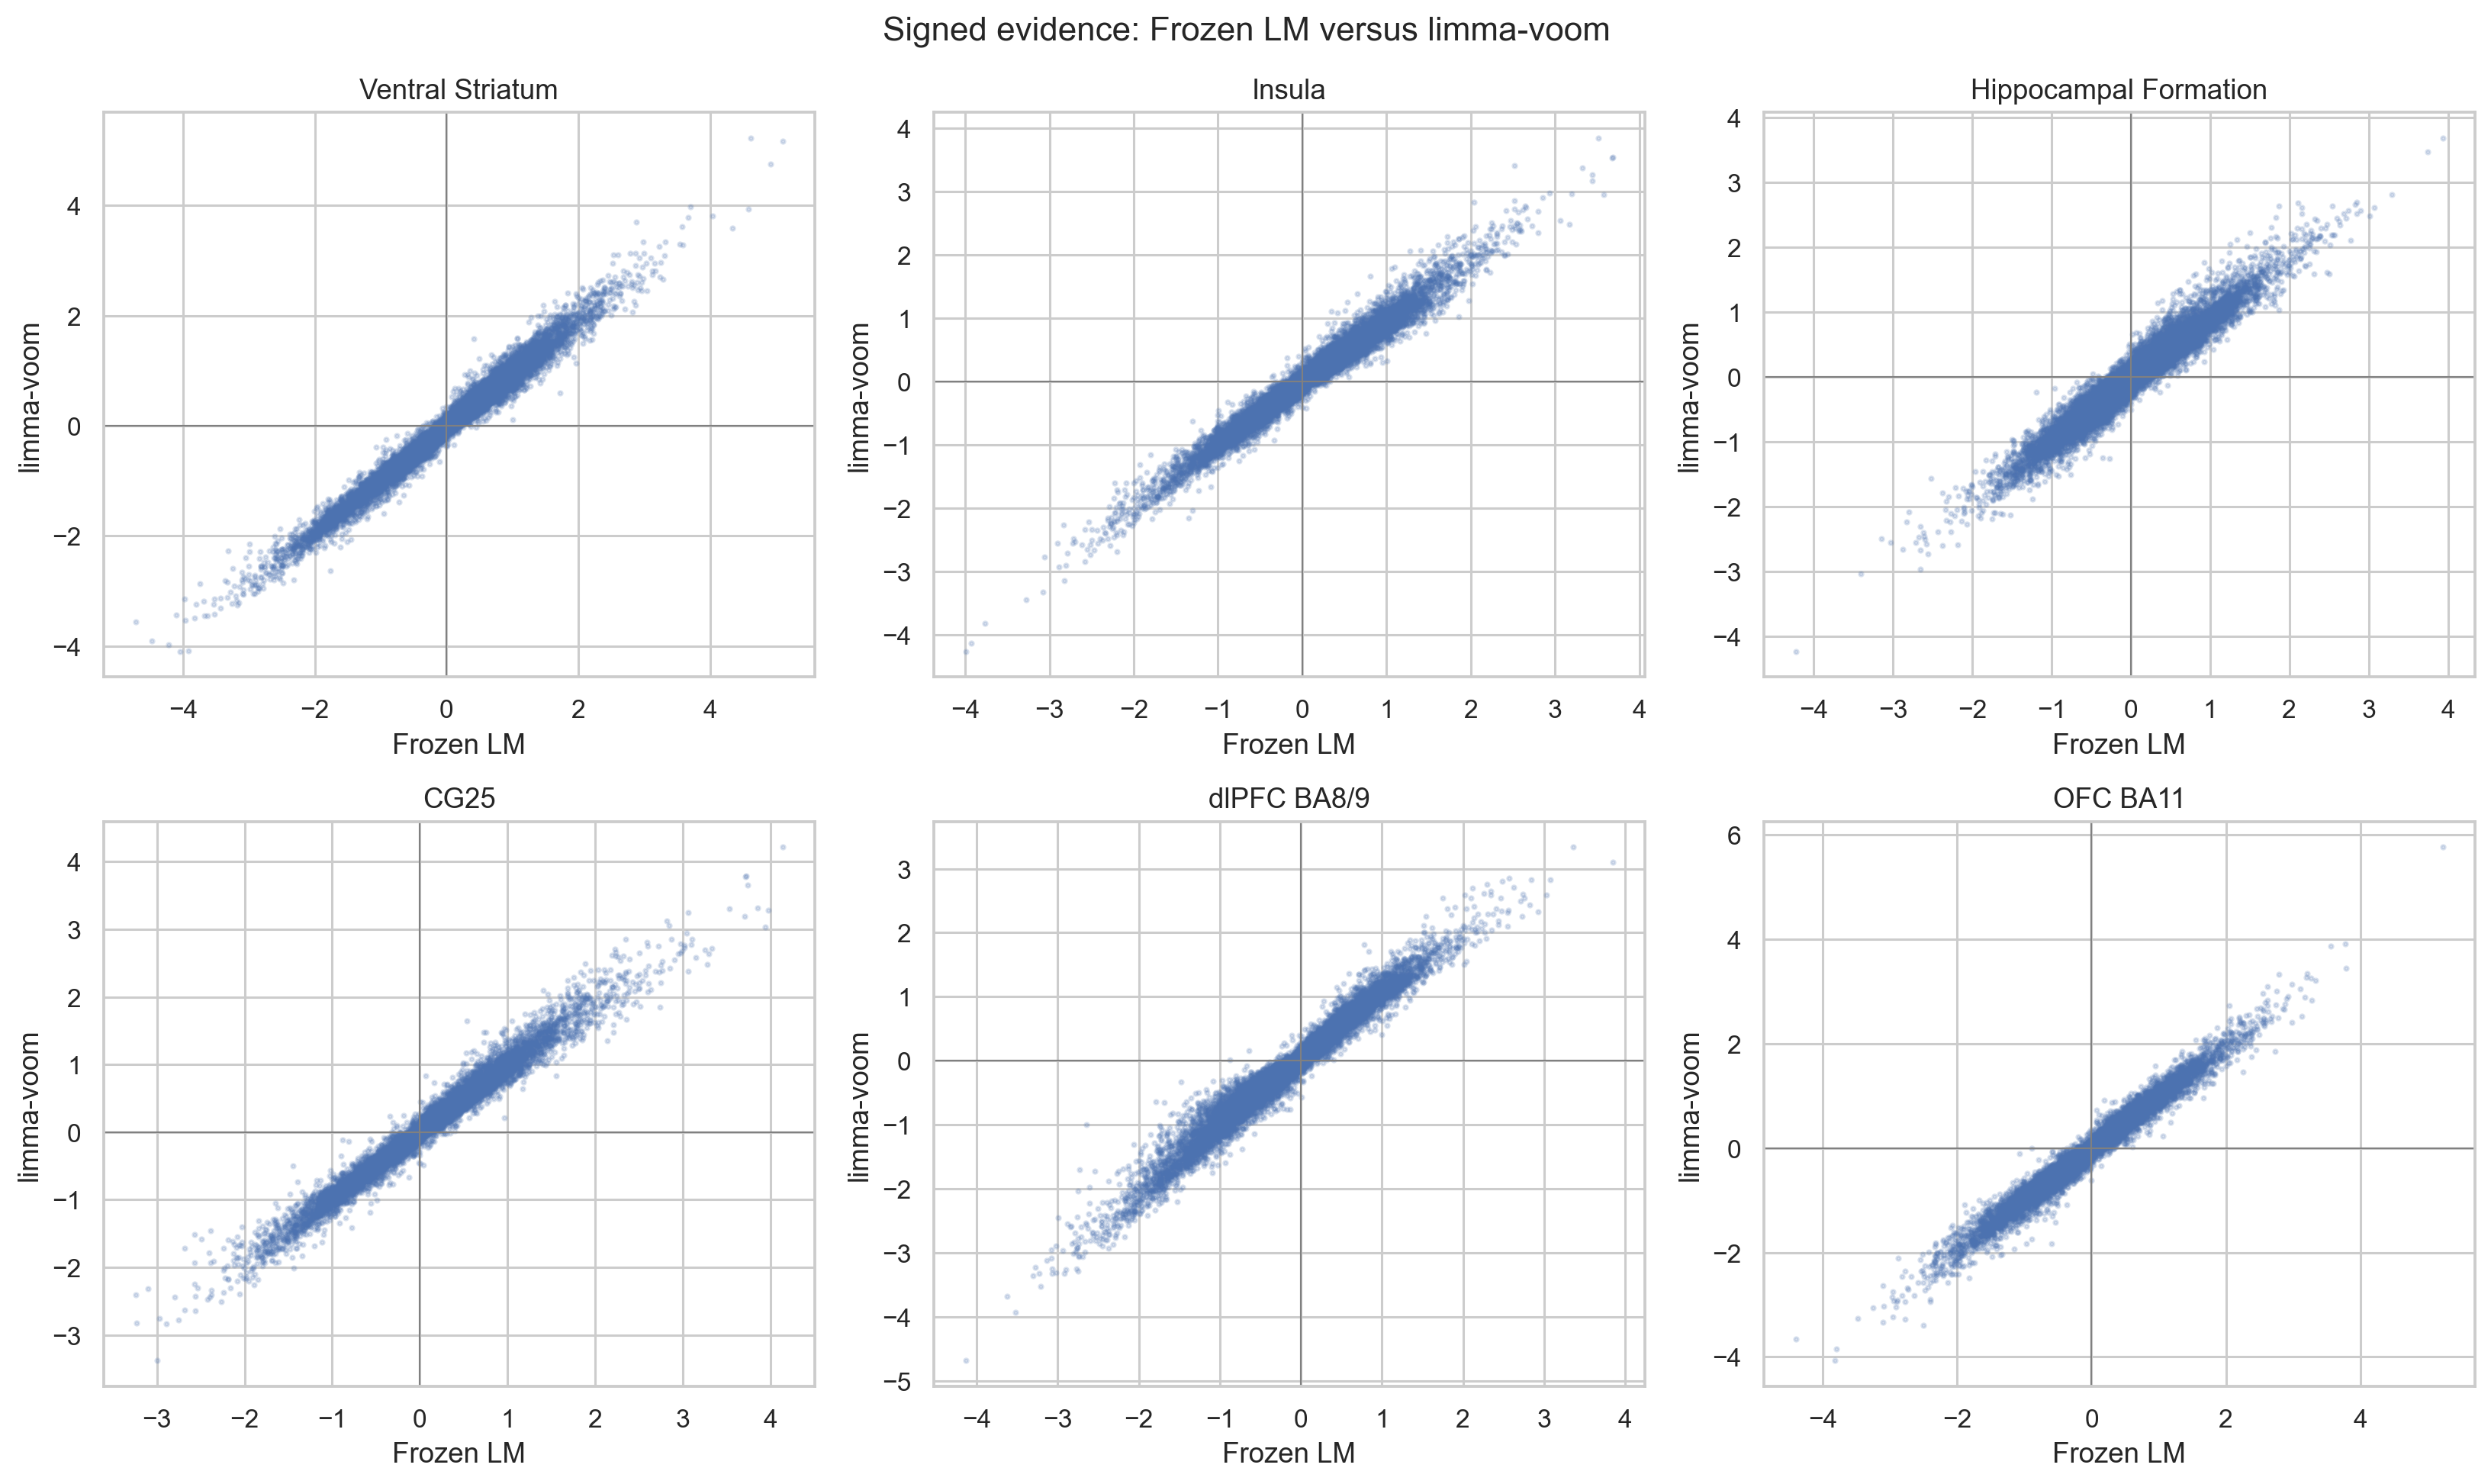 Signed evidence: Frozen LM versus limma-voom
Ventral Striatum
4
2
0
−2
−4
limma-voom
−4 −2 0 2 4
Frozen LM
Insula
4
3
2
1
0
−1
−2
−3
−4
limma-voom
−4 −3 −2 −1 0 1 2 3 4
Frozen LM
Hippocampal Formation
4
3
2
1
0
−1
−2
−3
−4
limma-voom
−4 −3 −2 −1 0 1 2 3 4
Frozen LM
CG25
4
3
2
1
0
−1
−2
−3
limma-voom
−3 −2 −1 0 1 2 3 4
Frozen LM
dlPFC BA8/9
3
2
1
0
−1
−2
−3
−4
−5
limma-voom
−4 −3 −2 −1 0 1 2 3 4
Frozen LM
OFC BA11
6
4
2
0
−2
−4
limma-voom
−4 −2 0 2 4
Frozen LM